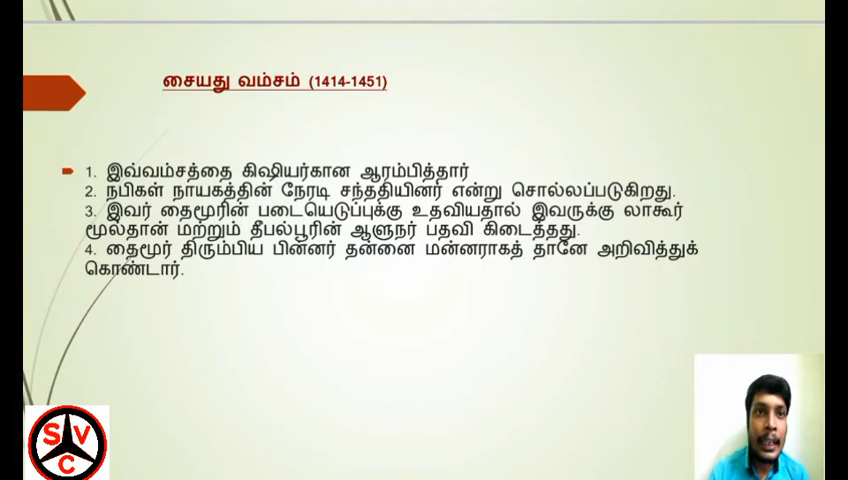 சையது வம்சம் (1414-1451)
1. இவ்வம்சத்தை கிஷியர்கான ஆரம்பித்தார்
2. நபிகள் நாயகத்தின் நேரடி சந்ததியினர் என்று சொல்லப்படுகிறது.
3. இவர் தைமூரின் படையெடுப்புக்கு உதவியதால் இவருக்கு லாகூர்
மூல்தான் மற்றும் தீபல்பூரின் ஆளுநர் பதவி கிடைத்தது.
4. தைமூர் திரும்பிய பின்னர் தன்னை மன்னராகத் தானே அறிவித்துக்
கொண்டார்.
S V
C